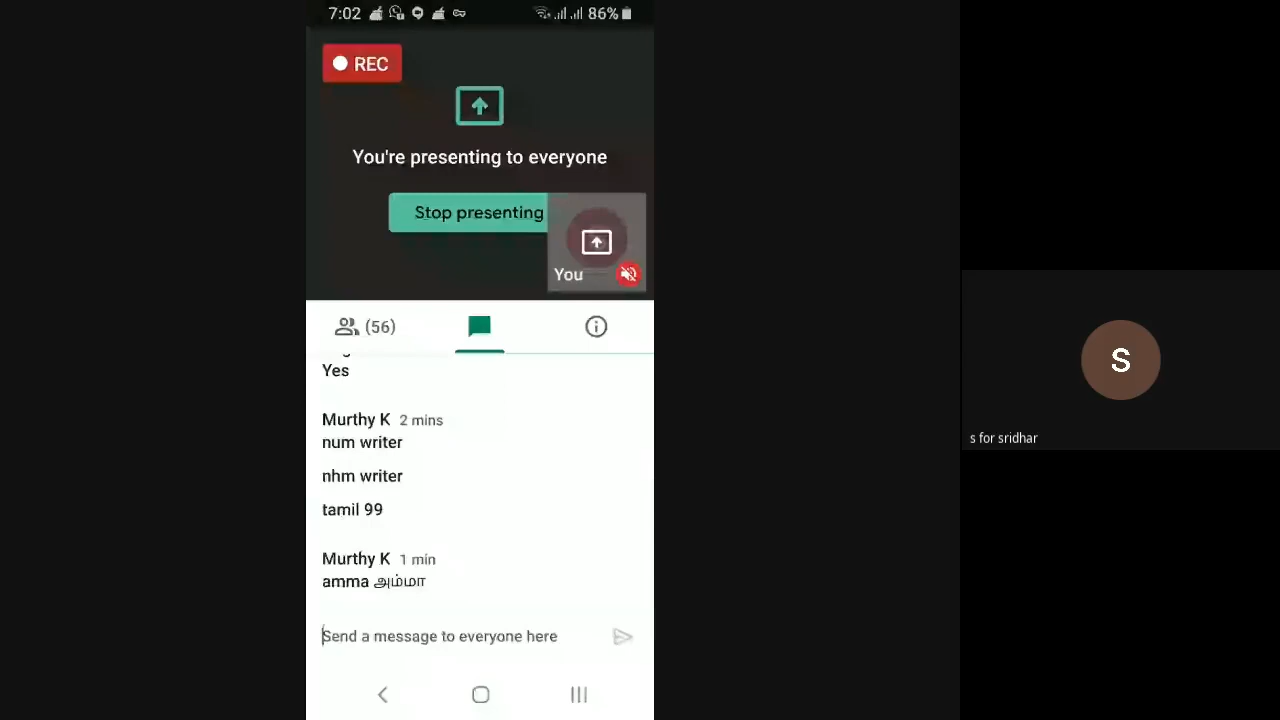 7:02
86%
REC
You're presenting to everyone
Stop presenting
You
(56)
Yes
Murthy K 2 mins
num writer
nhm writer
tamil 99
Murthy K 1 min
amma அம்மா
Send a message to everyone here
S
s for sridhar